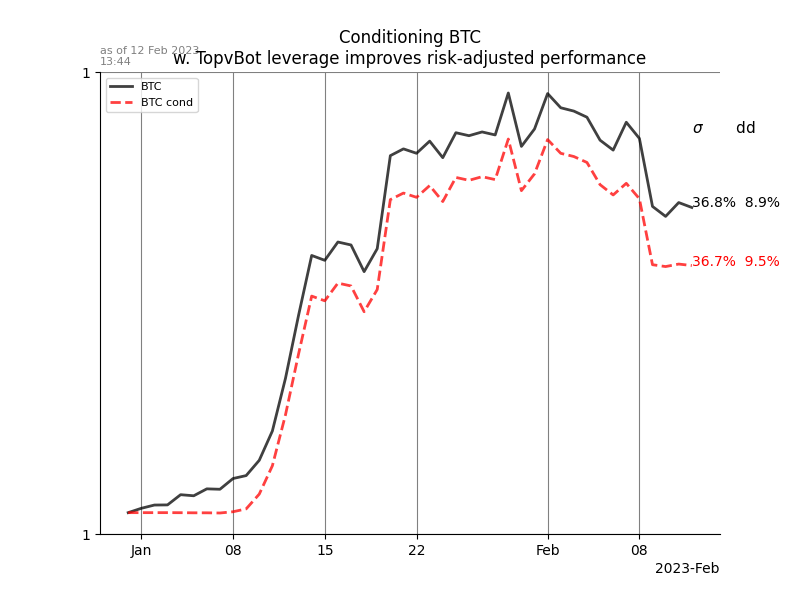 Conditioning BTC
as of 12 Feb 2023
13:44
w. TopvBot leverage improves risk-adjusted performance
1
BTC
BTC cond
σ dd
36.8% 8.9%
36.7% 9.5%
1
Jan 08 15 22 Feb 08
2023-Feb